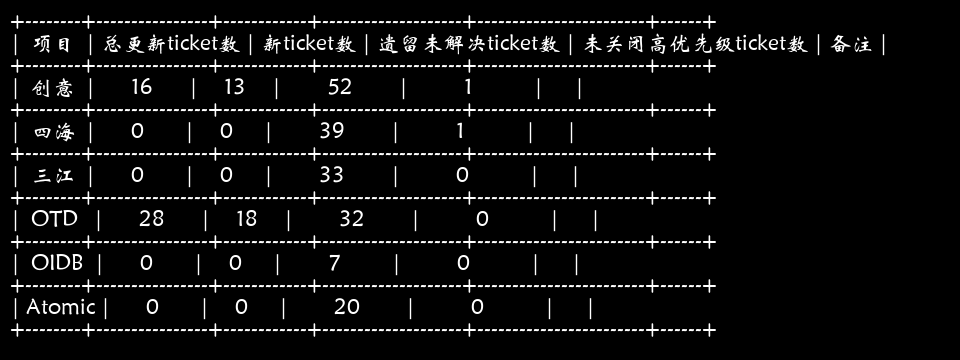 +--------+----------------+-------------+--------------------+------------------------+-------+
| 项目 | 总更新ticket数 | 新ticket数 | 遗留未解决ticket数 | 未关闭高优先级ticket数 | 备注 |
+--------+----------------+-------------+--------------------+------------------------+-------+
| 创意 | 16 | 13 | 52 | 1 | |
+--------+----------------+-------------+--------------------+------------------------+-------+
| 四海 | 0 | 0 | 39 | 1 | |
+--------+----------------+-------------+--------------------+------------------------+-------+
| 三江 | 0 | 0 | 33 | 0 | |
+--------+----------------+-------------+--------------------+------------------------+-------+
| OTD | 28 | 18 | 32 | 0 | |
+--------+----------------+-------------+--------------------+------------------------+-------+
| OIDB | 0 | 0 | 7 | 0 | |
+--------+----------------+-------------+--------------------+------------------------+-------+
| Atomic | 0 | 0 | 20 | 0 | |
+--------+----------------+-------------+--------------------+------------------------+-------+